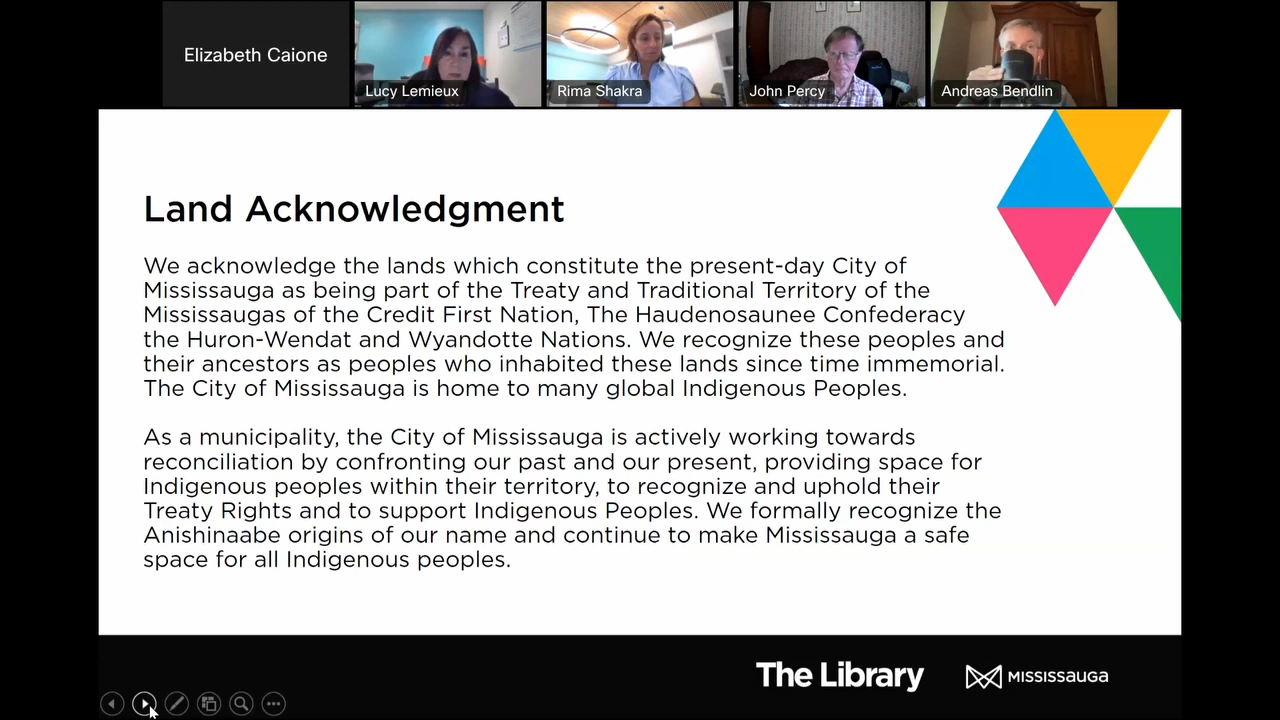 Elizabeth Caione
Lucy Lemieux
Rima Shakra
John Percy
Andreas Bendlin
Land Acknowledgment
We acknowledge the lands which constitute the present-day City of
Mississauga as being part of the Treaty and Traditional Territory of the
Mississaugas of the Credit First Nation, The Haudenosaunee Confederacy
the Huron-Wendat and Wyandotte Nations. We recognize these peoples and
their ancestors as peoples who inhabited these lands since time immemorial.
The City of Mississauga is home to many global Indigenous Peoples.
As a municipality, the City of Mississauga is actively working towards
reconciliation by confronting our past and our present, providing space for
Indigenous peoples within their territory, to recognize and uphold their
Treaty Rights and to support Indigenous Peoples. We formally recognize the
Anishinaabe origins of our name and continue to make Mississauga a safe
space for all Indigenous peoples.
The Library
MISSISSAUGA